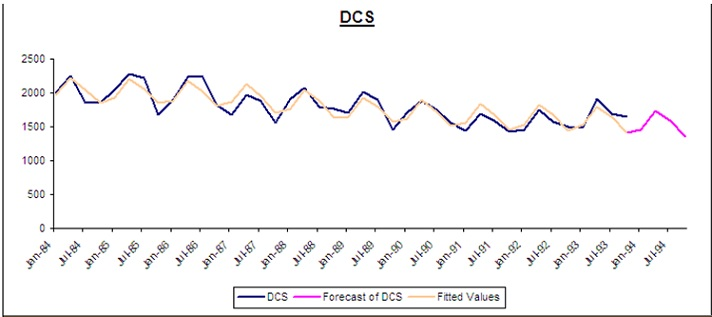 DCS
2500
2000
1500
1000
500
0
Jan-84
Jul-84
Jan-85
Jul-85
Jan-86
Jul-86
Jan-87
Jul-87
Jan-88
Jul-88
Jan-89
Jul-89
Jan-90
Jul-90
Jan-91
Jul-91
Jan-92
Jul-92
Jan-93
Jul-93
Jan-94
Jul-94
DCS Forecast of DCS Fitted Values